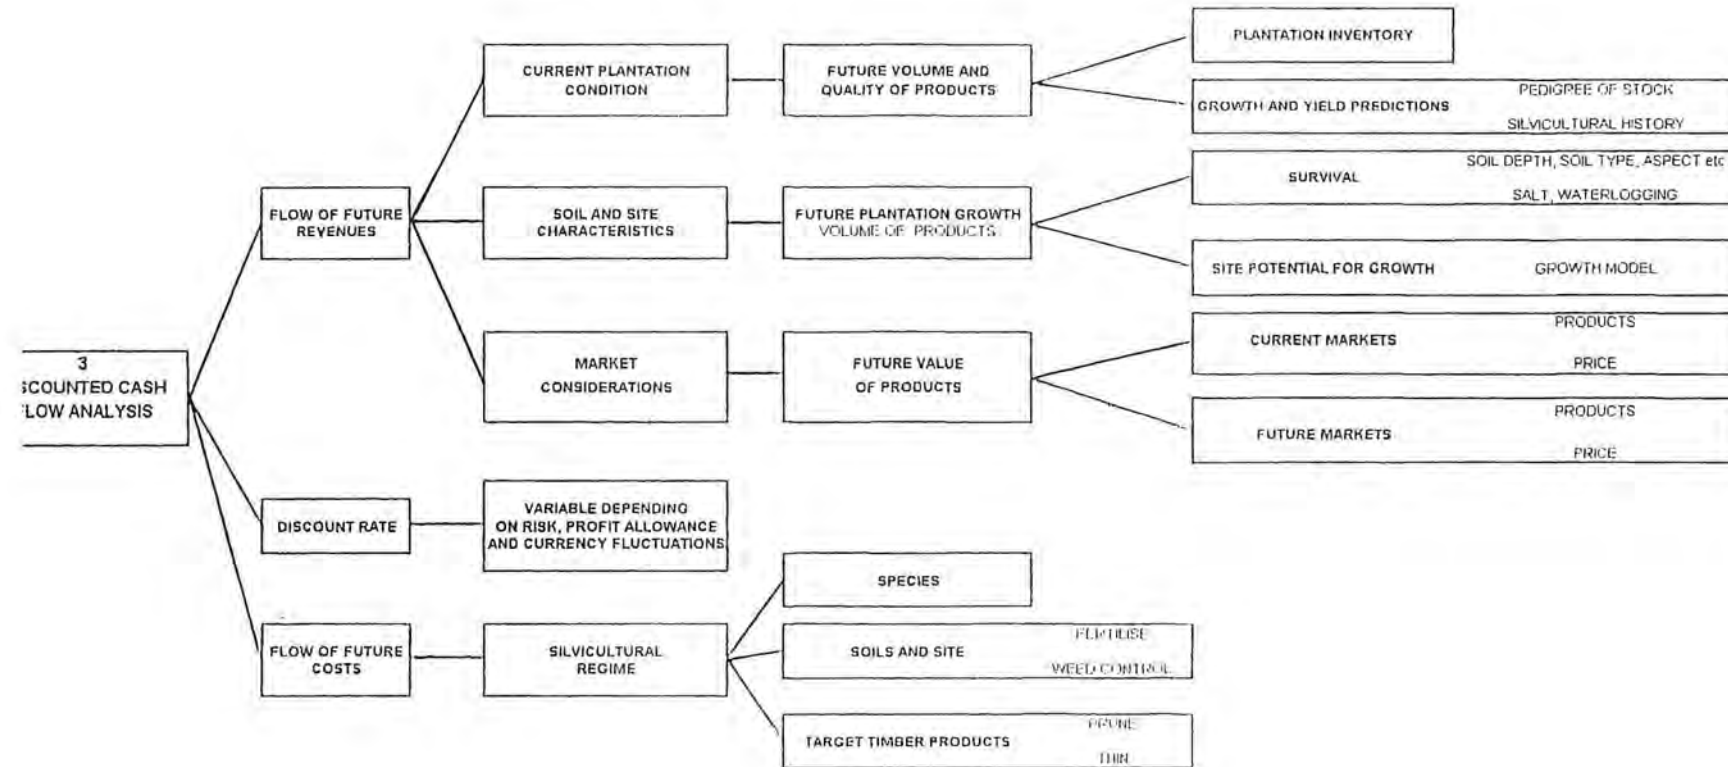 PLANTATION INVENTORY
CURRENT PLANTATION
CONDITION
FUTURE VOLUME AND
QUALITY OF PRODUCTS
GROWTH AND YIELD PREDICTIONS
PEDIGREE OF STOCK
SILVICULTURAL HISTORY
FLOW OF FUTURE
REVENUES
SOIL AND SITE
CHARACTERISTICS
FUTURE PLANTATION GROWTH
VOLUME OF PRODUCTS
SURVIVAL
SOIL DEPTH, SOIL TYPE, ASPECT etc
SALT, WATERLOGGING
SITE POTENTIAL FOR GROWTH
GROWTH MODEL
3
SCOUNTED CASH
FLOW ANALYSIS
MARKET
CONSIDERATIONS
FUTURE VALUE
OF PRODUCTS
CURRENT MARKETS
PRODUCTS
PRICE
FUTURE MARKETS
PRODUCTS
PRICE
DISCOUNT RATE
VARIABLE DEPENDING
ON RISK, PROFIT ALLOWANCE
AND CURRENCY FLUCTUATIONS
FLOW OF FUTURE
COSTS
SILVICULTURAL
REGIME
SPECIES
SOILS AND SITE
FERTILISE
WEED CONTROL
TARGET TIMBER PRODUCTS
PRUNE
THIN